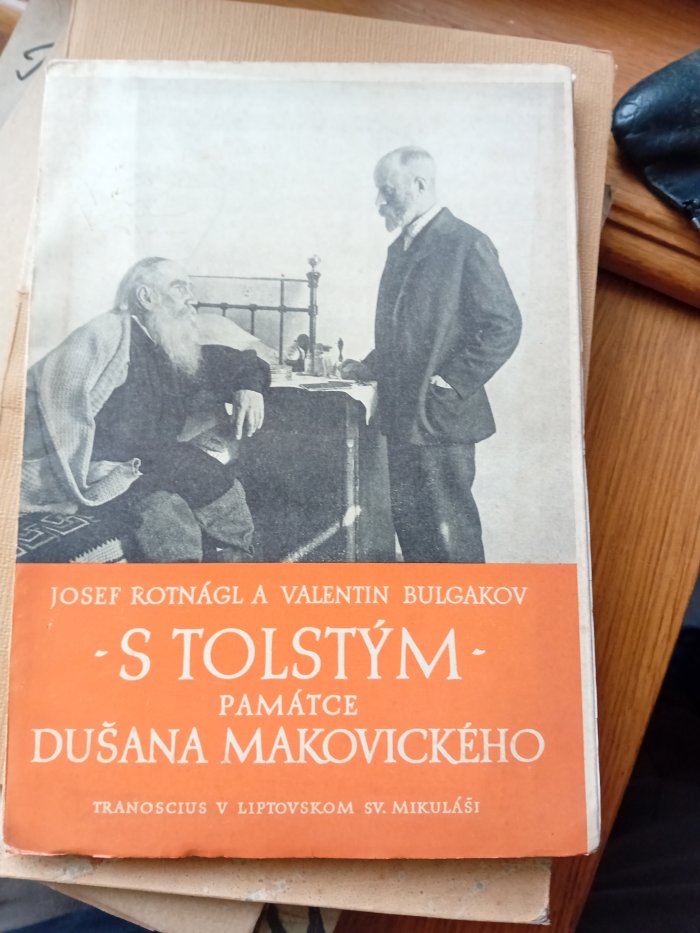 JOSEF ROTNÁGL A VALENTIN BULGAKOV
- S TOLSTÝM -
PAMÁTCE
DUŠANA MAKOVICKÉHO
TRANOSCIUS V LIPTOVSKOM SV. MIKULÁŠI